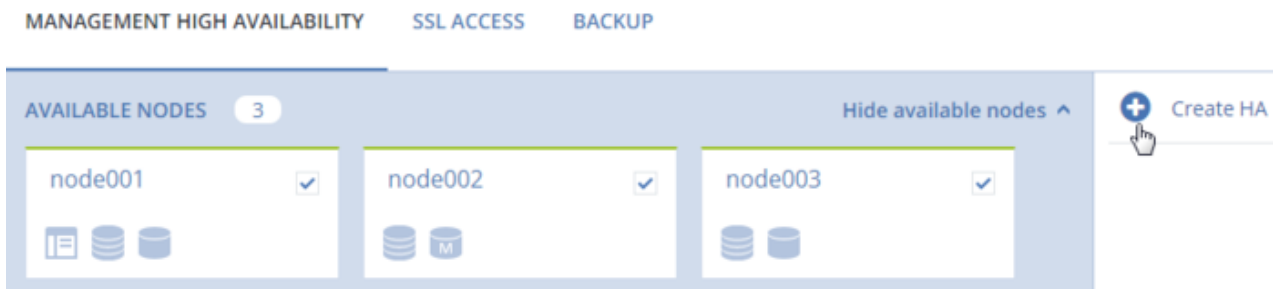 MANAGEMENT HIGH AVAILABILITY SSL ACCESS BACKUP
AVAILABLE NODES 3 Hide available nodes Create HA
node001 node002 node003
M